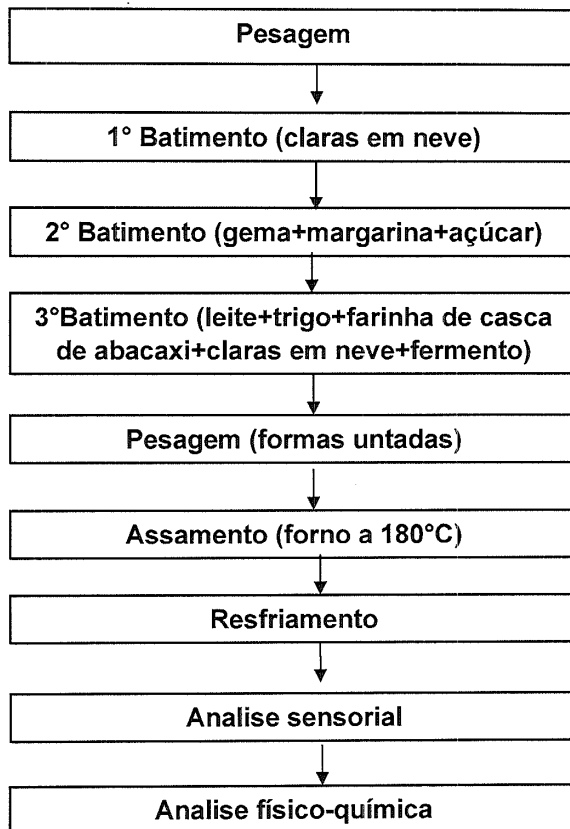 Pesagem
1° Batimento (claras em neve)
2° Batimento (gema+margarina+açúcar)
3°Batimento (leite+trigo+farinha de casca
de abacaxi+claras em neve+fermento)
Pesagem (formas untadas)
Assamento (forno a 180°C)
Resfriamento
Analise sensorial
Analise físico-química